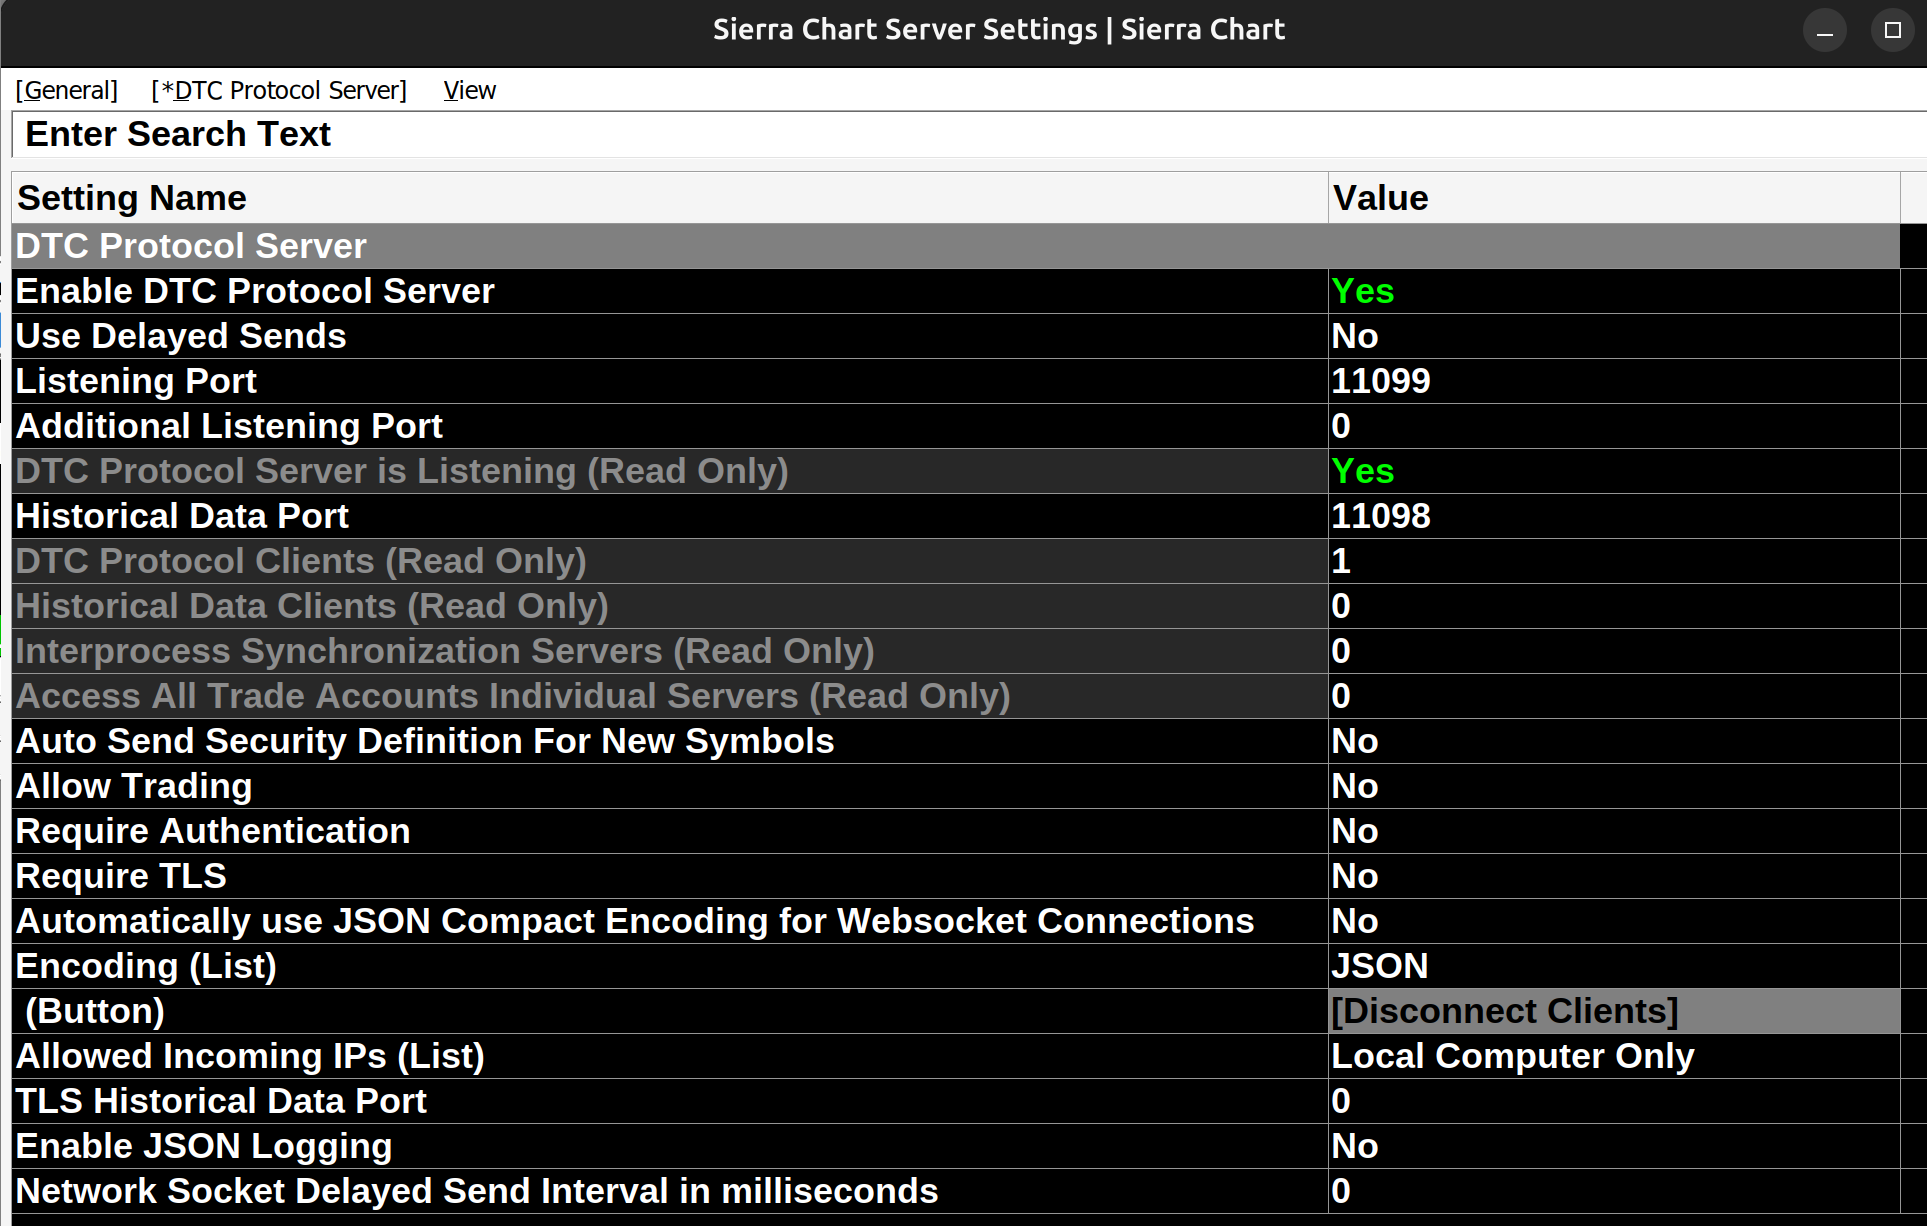 Sierra Chart Server Settings | Sierra Chart
[General] [*DTC Protocol Server] View
Enter Search Text
Setting Name Value
DTC Protocol Server
Enable DTC Protocol Server Yes
Use Delayed Sends No
Listening Port 11099
Additional Listening Port 0
DTC Protocol Server is Listening (Read Only) Yes
Historical Data Port 11098
DTC Protocol Clients (Read Only) 1
Historical Data Clients (Read Only) 0
Interprocess Synchronization Servers (Read Only) 0
Access All Trade Accounts Individual Servers (Read Only) 0
Auto Send Security Definition For New Symbols No
Allow Trading No
Require Authentication No
Require TLS No
Automatically use JSON Compact Encoding for Websocket Connections No
Encoding (List) JSON
(Button) [Disconnect Clients]
Allowed Incoming IPs (List) Local Computer Only
TLS Historical Data Port 0
Enable JSON Logging No
Network Socket Delayed Send Interval in milliseconds 0